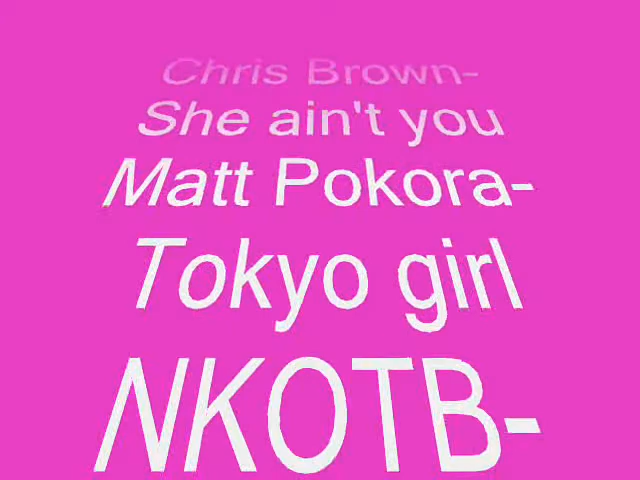 Chris Brown-
She ain't you
Matt Pokora-
Tokyo girl
NKOTB-